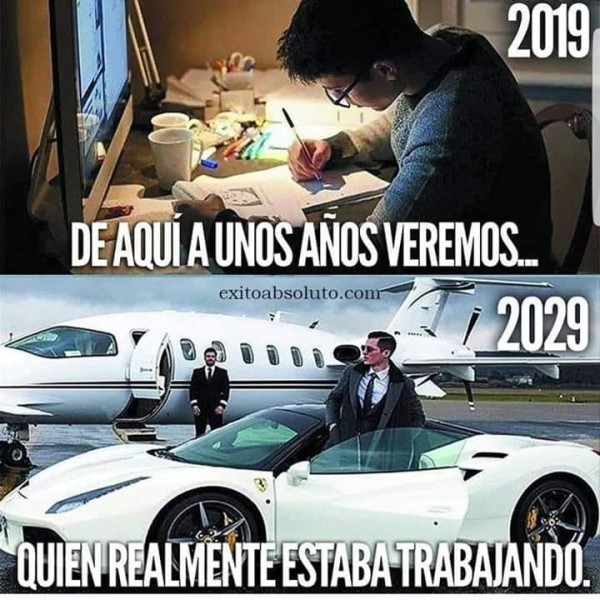 2019
DE AQUÍ A UNOS AÑOS VEREMOS...
exitoabsoluto.com
2029
QUIEN REALMENTE ESTABA TRABAJANDO.